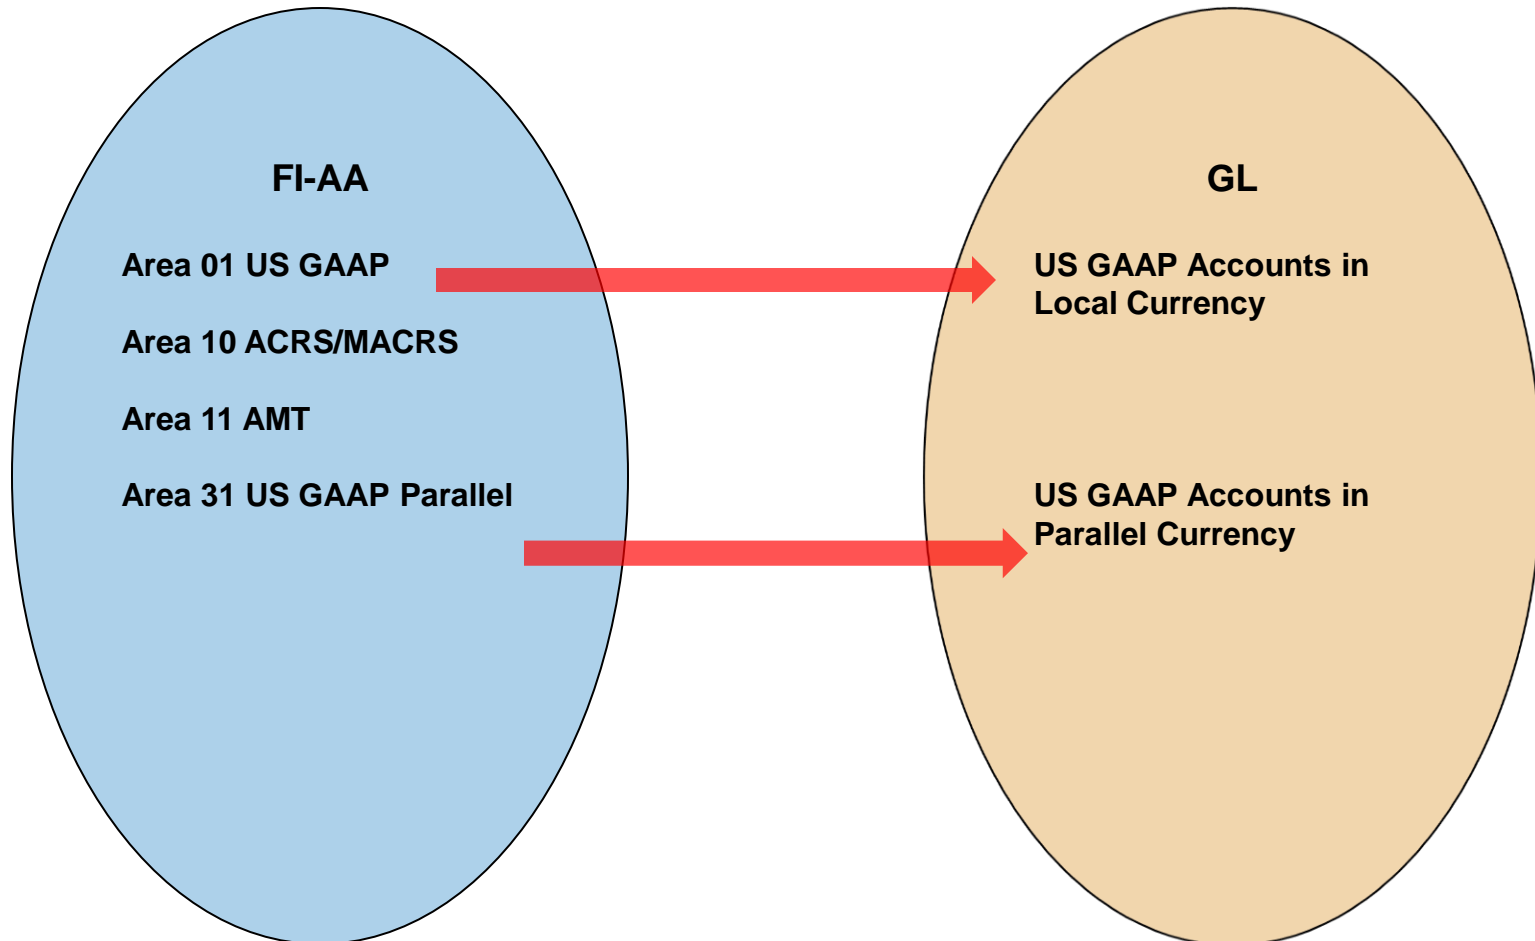 FI-AA
Area 01 US GAAP
Area 10 ACRS/MACRS
Area 11 AMT
Area 31 US GAAP Parallel
GL
US GAAP Accounts in
Local Currency
US GAAP Accounts in
Parallel Currency